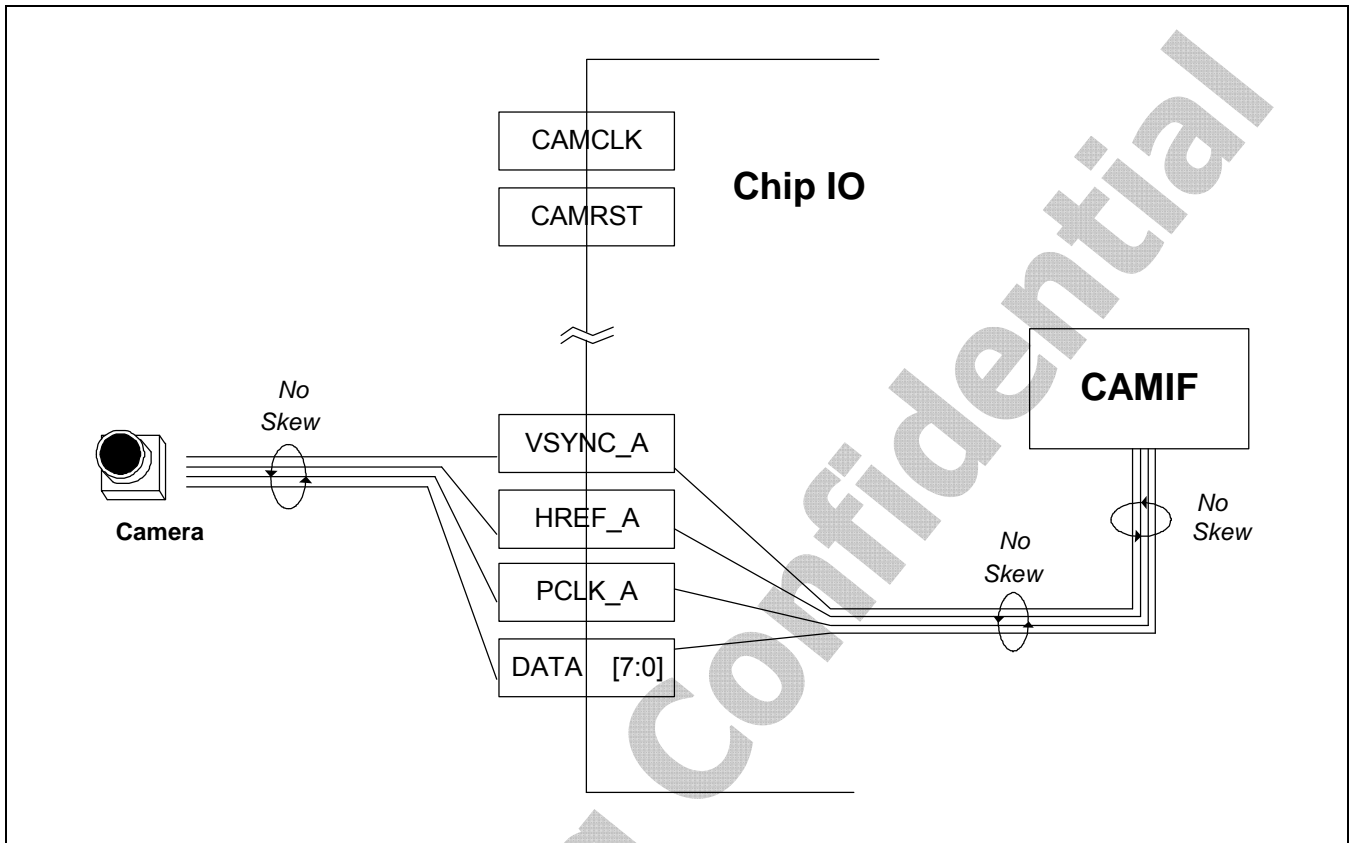 CAMCLK
Chip IO
CAMRST
CAMIF
No
Skew
VSYNC_A
HREF_A
No
Skew
Camera
No
Skew
PCLK_A
DATA [7:0]
Confidential